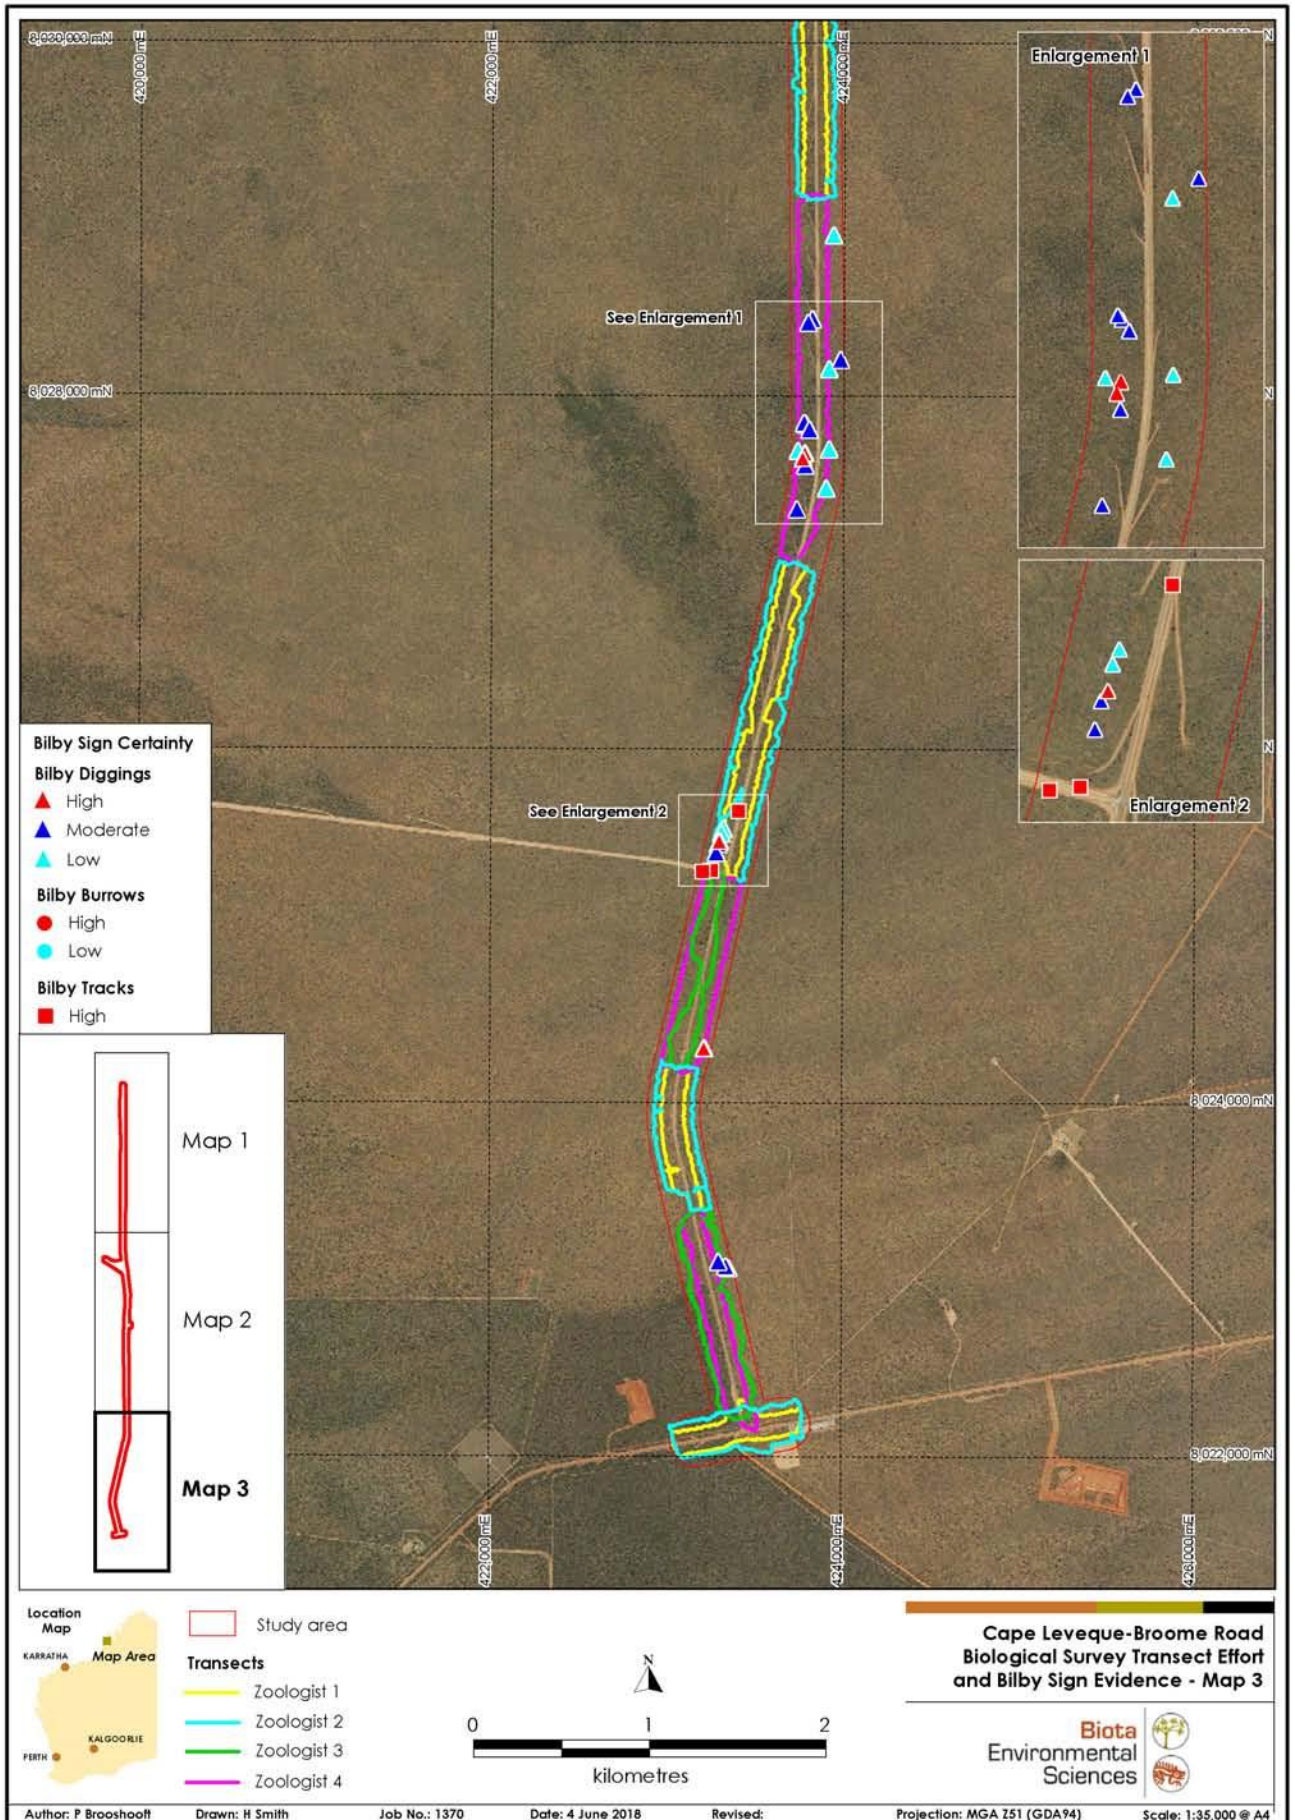 8,030,000 mN
420,000 mE
422,000 mE
424,000 mE
N
Enlargement 1
See Enlargement 1
8,028,000 mN
N
N
Enlargement 2
See Enlargement 2
Bilby Sign Certainty
Bilby Diggings
High
Moderate
Low
Bilby Burrows
High
Low
Bilby Tracks
High
Map 1
Map 2
Map 3
8,024,000 mN
8,022,000 mN
422,000 mE
424,000 mE
426,000 mE
Location
Map
KARRATHA
Map Area
KALGOORLIE
PERTH
Study area
Transects
Zoologist 1
Zoologist 2
Zoologist 3
Zoologist 4
N
0 1 2
kilometres
Cape Leveque-Broome Road
Biological Survey Transect Effort
and Bilby Sign Evidence - Map 3
Biota
Environmental
Sciences
Author: P Brooshooft Drawn: H Smith Job No.: 1370 Date: 4 June 2018 Revised: Projection: MGA Z51 (GDA94) Scale: 1:35,000 @ A4